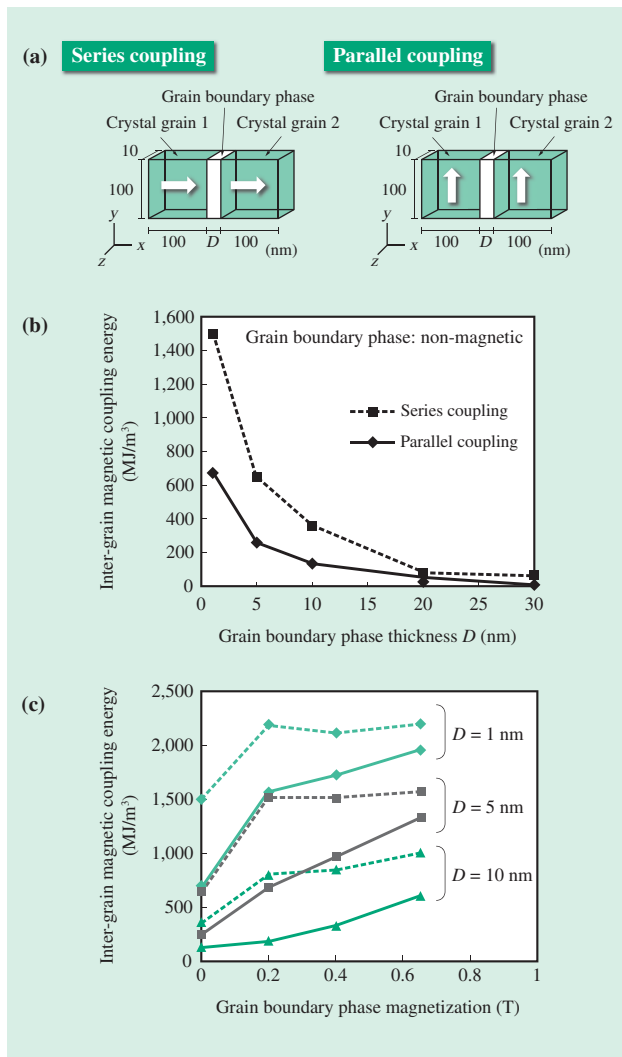 (a) Series coupling Parallel coupling
Grain boundary phase
Crystal grain 1 Crystal grain 2
10
100
y
x
z
100 D 100
(nm)
Grain boundary phase
Crystal grain 1 Crystal grain 2
10
100
y
x
z
100 D 100
(nm)
(b)
Inter-grain magnetic coupling energy
(MJ/m³)
1,600
1,400
1,200
1,000
800
600
400
200
0
Grain boundary phase: non-magnetic
Series coupling
Parallel coupling
0 5 10 15 20 25 30
Grain boundary phase thickness D (nm)
(c)
Inter-grain magnetic coupling energy
(MJ/m³)
2,500
2,000
1,500
1,000
500
0
D = 1 nm
D = 5 nm
D = 10 nm
0 0.2 0.4 0.6 0.8 1
Grain boundary phase magnetization (T)